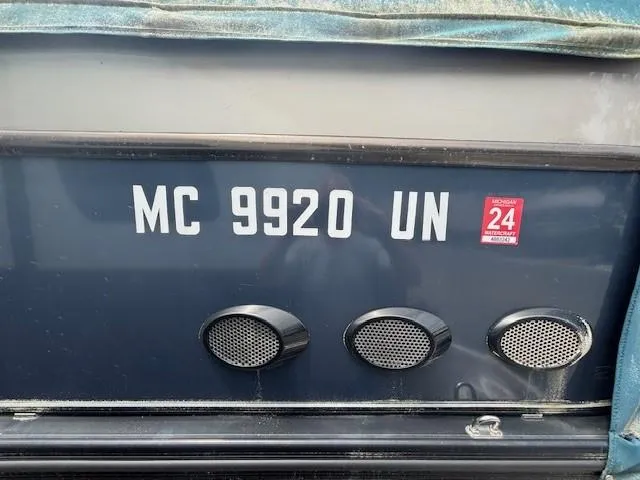 MC 9920 UN
MICHIGAN
24
WATERCRAFT